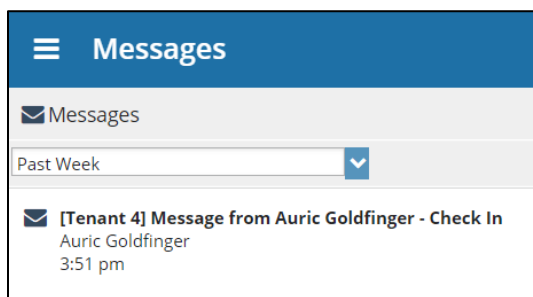 Messages
Messages
Past Week
[Tenant 4] Message from Auric Goldfinger - Check In
Auric Goldfinger
3:51 pm